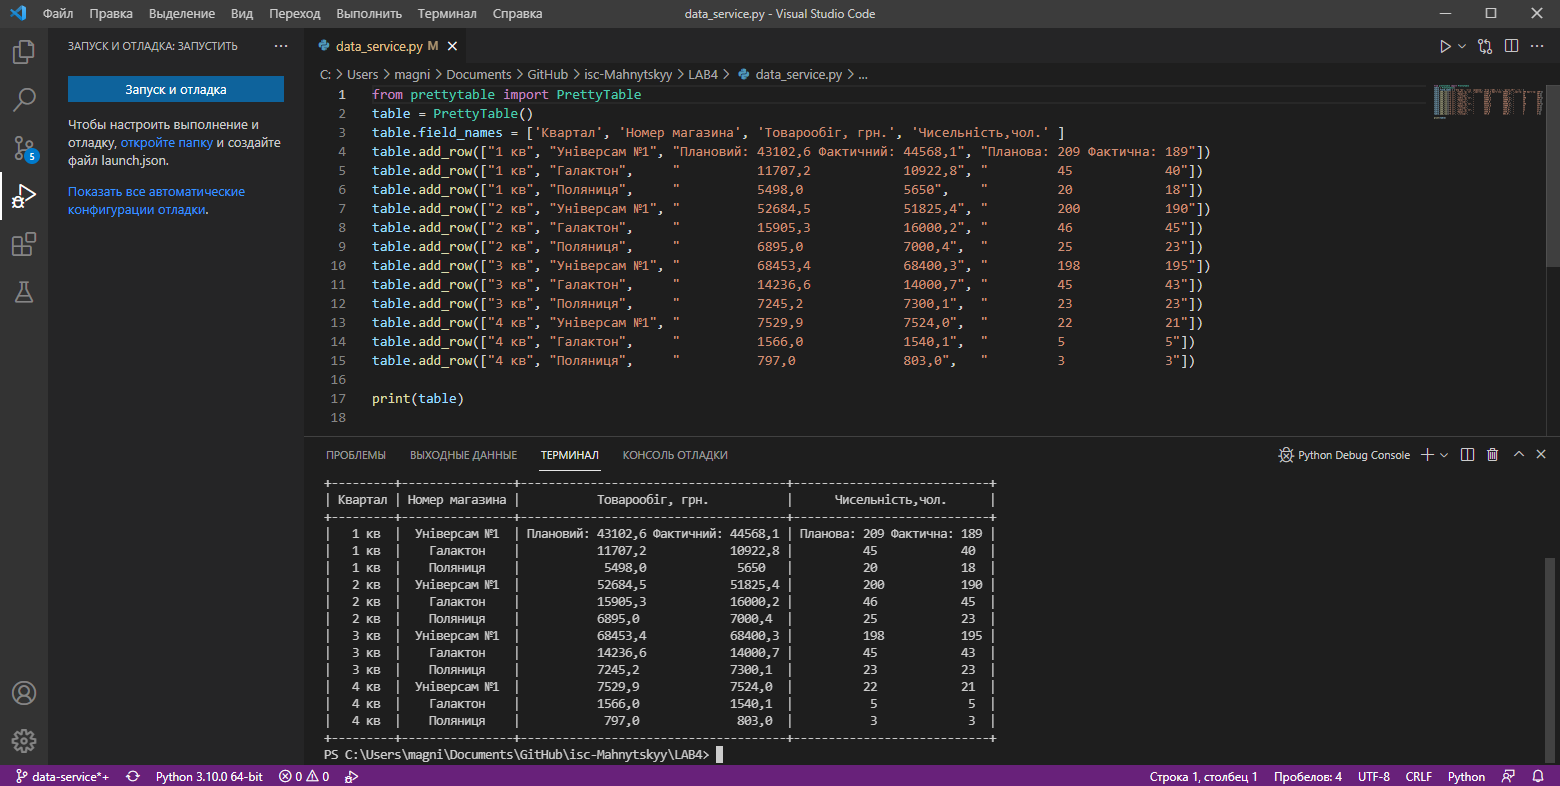 Файл Правка Выделение Вид Переход Выполнить Терминал Справка data_service.py - Visual Studio Code
ЗАПУСК И ОТЛАДКА: ЗАПУСТИТЬ ...
Запуск и отладка
Чтобы настроить выполнение и
отладку, откройте папку и создайте
файл launch.json.
Показать все автоматические
конфигурации отладки.
5
data_service.py M
C: > Users > magni > Documents > GitHub > isc-Mahnytskyy > LAB4 > data_service.py > ...
1 from prettytable import PrettyTable
2 table = PrettyTable()
3 table.field_names = ['Квартал', 'Номер магазина', 'Товарообіг, грн.', 'Чисельність,чол.' ]
4 table.add_row(["1 кв", "Універсам №1", "Плановий: 43102,6 Фактичний: 44568,1", "Планова: 209 Фактична: 189"])
5 table.add_row(["1 кв", "Галактон",     "          11707,2            10922,8", "         45            40"])
6 table.add_row(["1 кв", "Поляниця",     "          5498,0             5650",    "         20            18"])
7 table.add_row(["2 кв", "Універсам №1", "          52684,5            51825,4", "         200           190"])
8 table.add_row(["2 кв", "Галактон",     "          15905,3            16000,2", "         46            45"])
9 table.add_row(["2 кв", "Поляниця",     "          6895,0             7000,4",  "         25            23"])
10 table.add_row(["3 кв", "Універсам №1", "          68453,4            68400,3", "         198           195"])
11 table.add_row(["3 кв", "Галактон",     "          14236,6            14000,7", "         45            43"])
12 table.add_row(["3 кв", "Поляниця",     "          7245,2             7300,1",  "         23            23"])
13 table.add_row(["4 кв", "Універсам №1", "          7529,9             7524,0",  "         22            21"])
14 table.add_row(["4 кв", "Галактон",     "          1566,0             1540,1",  "         5             5"])
15 table.add_row(["4 кв", "Поляниця",     "          797,0              803,0",   "         3             3"])
16
17 print(table)
18
ПРОБЛЕМЫ ВЫХОДНЫЕ ДАННЫЕ ТЕРМИНАЛ КОНСОЛЬ ОТЛАДКИ Python Debug Console
+---------+----------------+--------------------------------------+----------------------------+
| Квартал | Номер магазина |           Товарообіг, грн.           |      Чисельність,чол.      |
+---------+----------------+--------------------------------------+----------------------------+
|   1 кв  |  Універсам №1  | Плановий: 43102,6 Фактичний: 44568,1 | Планова: 209 Фактична: 189 |
|   1 кв  |    Галактон    |           11707,2            10922,8 |          45            40  |
|   1 кв  |    Поляниця    |            5498,0             5650   |          20            18  |
|   2 кв  |  Універсам №1  |           52684,5            51825,4 |          200           190 |
|   2 кв  |    Галактон    |           15905,3            16000,2 |          46            45  |
|   2 кв  |    Поляниця    |            6895,0             7000,4  |          25            23  |
|   3 кв  |  Універсам №1  |           68453,4            68400,3 |          198           195 |
|   3 кв  |    Галактон    |           14236,6            14000,7 |          45            43  |
|   3 кв  |    Поляниця    |           7245,2             7300,1  |          23            23  |
|   4 кв  |  Універсам №1  |           7529,9             7524,0  |          22            21  |
|   4 кв  |    Галактон    |           1566,0             1540,1  |           5             5  |
|   4 кв  |    Поляниця    |            797,0              803,0  |           3             3  |
+---------+----------------+--------------------------------------+----------------------------+
PS C:\Users\magni\Documents\GitHub\isc-Mahnytskyy\LAB4>
data-service*+ Python 3.10.0 64-bit 0 0 Строка 1, столбец 1 Пробелов: 4 UTF-8 CRLF Python